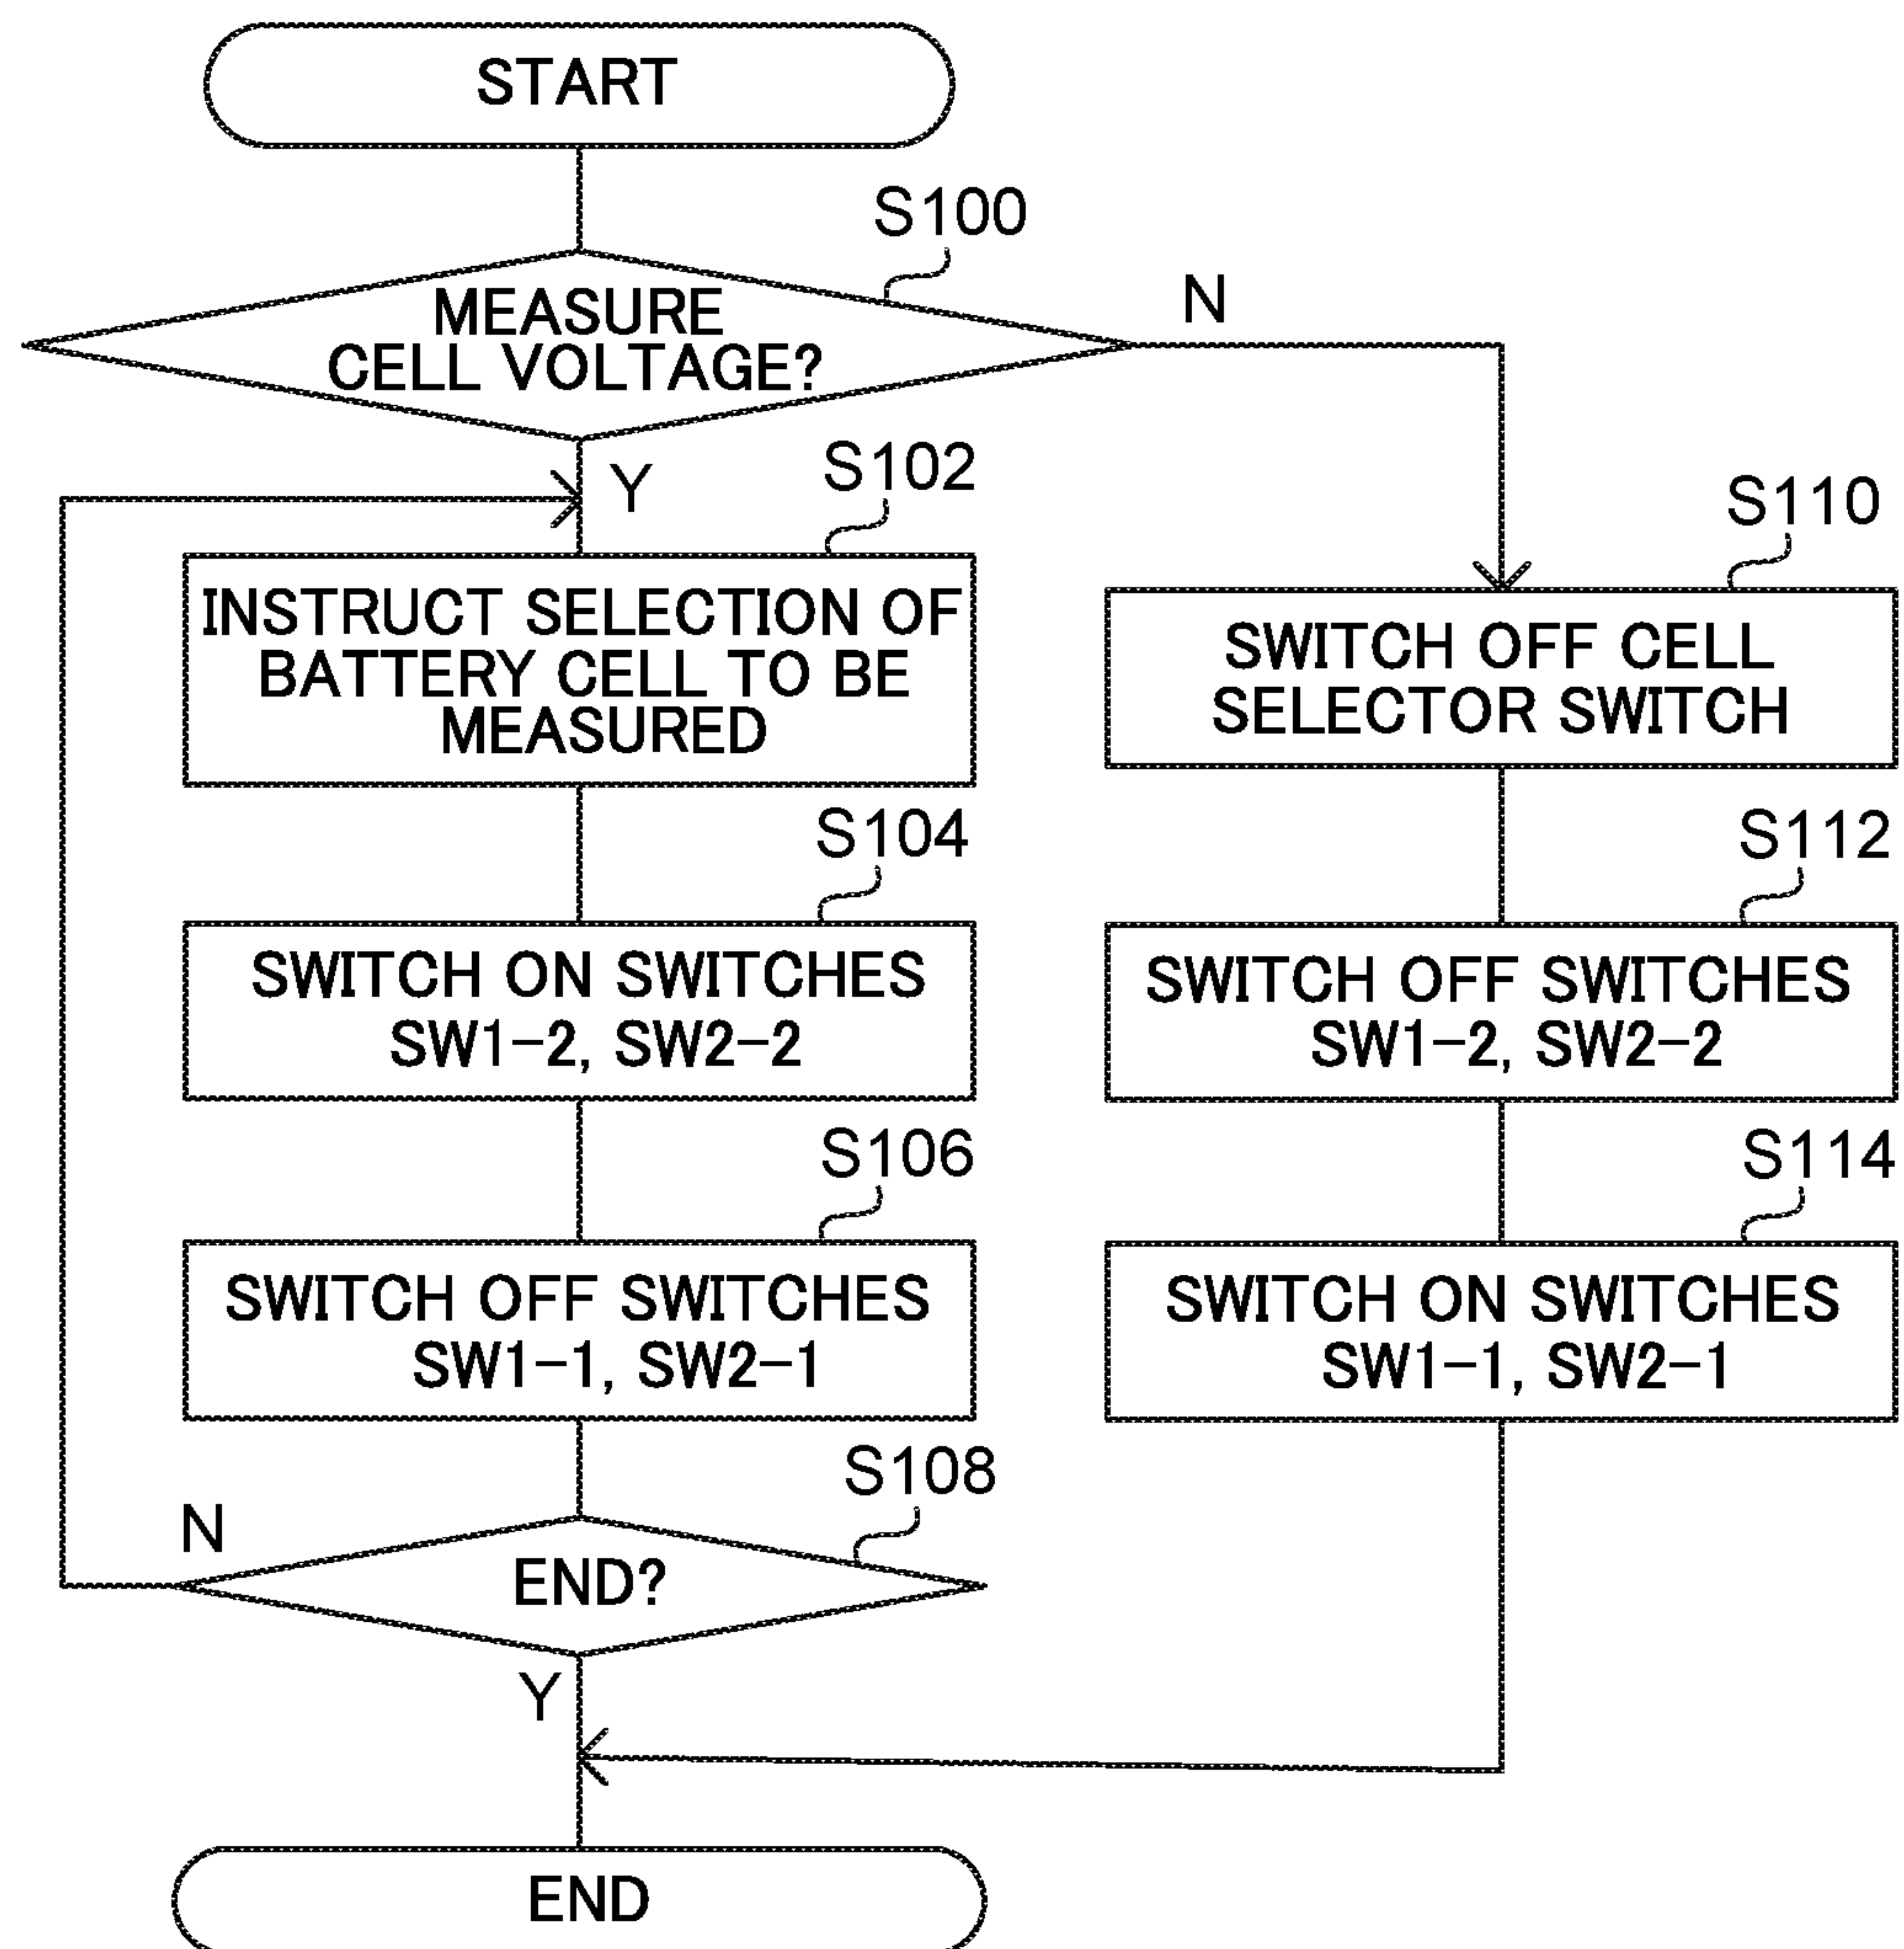 START
S100
MEASURE
CELL VOLTAGE?
N
Y
S102
INSTRUCT SELECTION OF
BATTERY CELL TO BE
MEASURED
S104
SWITCH ON SWITCHES
SW1-2, SW2-2
S106
SWITCH OFF SWITCHES
SW1-1, SW2-1
S108
END?
N
Y
S110
SWITCH OFF CELL
SELECTOR SWITCH
S112
SWITCH OFF SWITCHES
SW1-2, SW2-2
S114
SWITCH ON SWITCHES
SW1-1, SW2-1
END